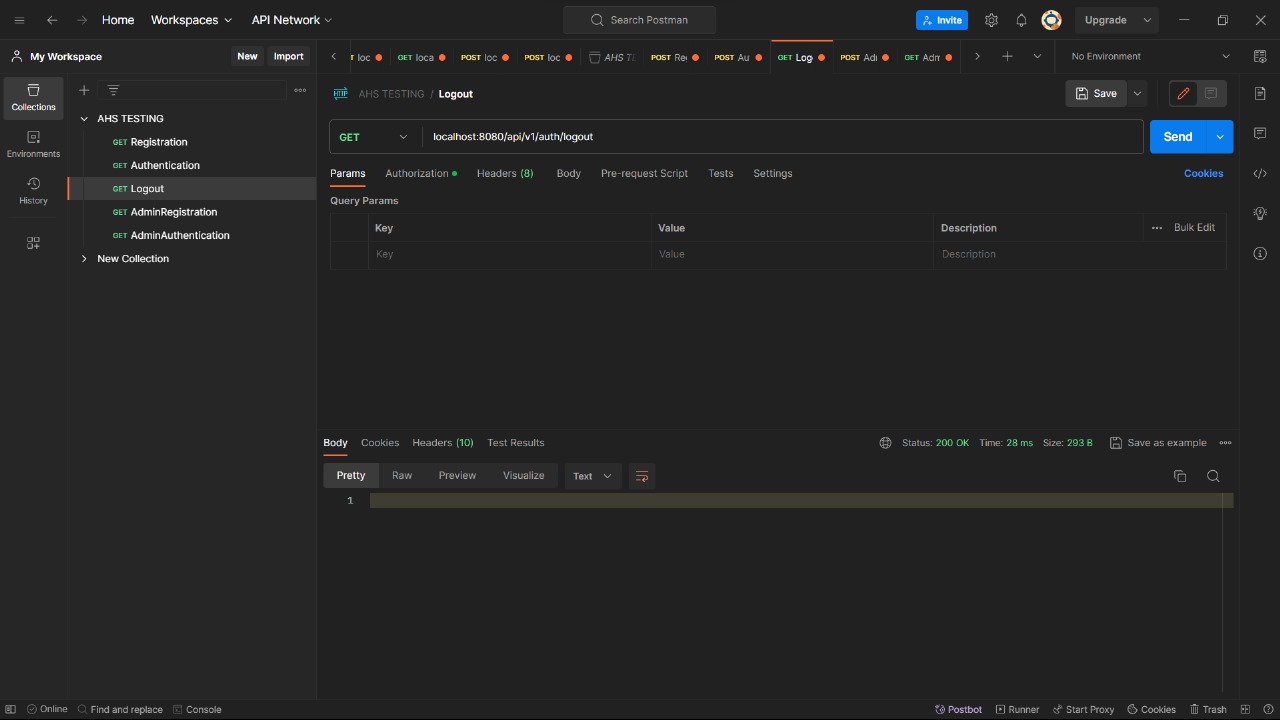 Home Workspaces API Network Search Postman Invite Upgrade
My Workspace New Import
T loc GET loca POST loc POST loc AHS T POST Re POST Au GET Log POST Adı GET Adm No Environment
Collections
Environments
History
AHS TESTING
GET Registration
GET Authentication
GET Logout
GET AdminRegistration
GET AdminAuthentication
New Collection
HTTP AHS TESTING / Logout Save
GET localhost:8080/api/v1/auth/logout Send
Params Authorization Headers (8) Body Pre-request Script Tests Settings Cookies
Query Params
Key Value Description Bulk Edit
Key Value Description
Body Cookies Headers (10) Test Results Status: 200 OK Time: 28 ms Size: 293 B Save as example
Pretty Raw Preview Visualize Text
1
Online Find and replace Console Postbot Runner Start Proxy Cookies Trash